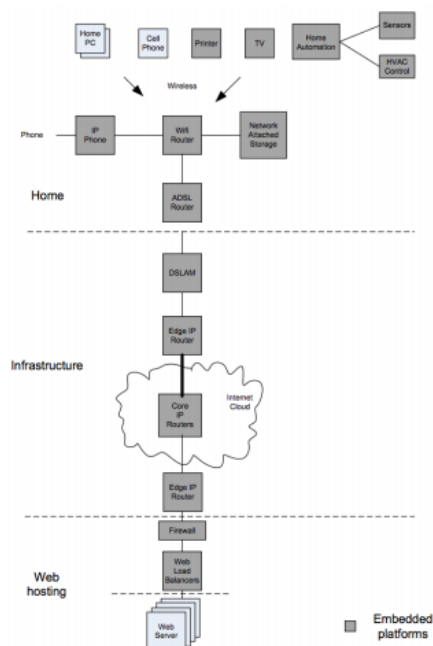 Home
PC
Cell
Phone
Printer
TV
Home
Automation
Sensors
HVAC
Control
Wireless
Phone
IP
Phone
Wifi
Router
Network
Attached
Storage
Home
ADSL
Router
DSLAM
Edge IP
Router
Infrastructure
Internet
Cloud
Core
IP
Routers
Edge IP
Router
Firewall
Web
Load
Balancers
Web
hosting
Web
Server
Embedded
platforms